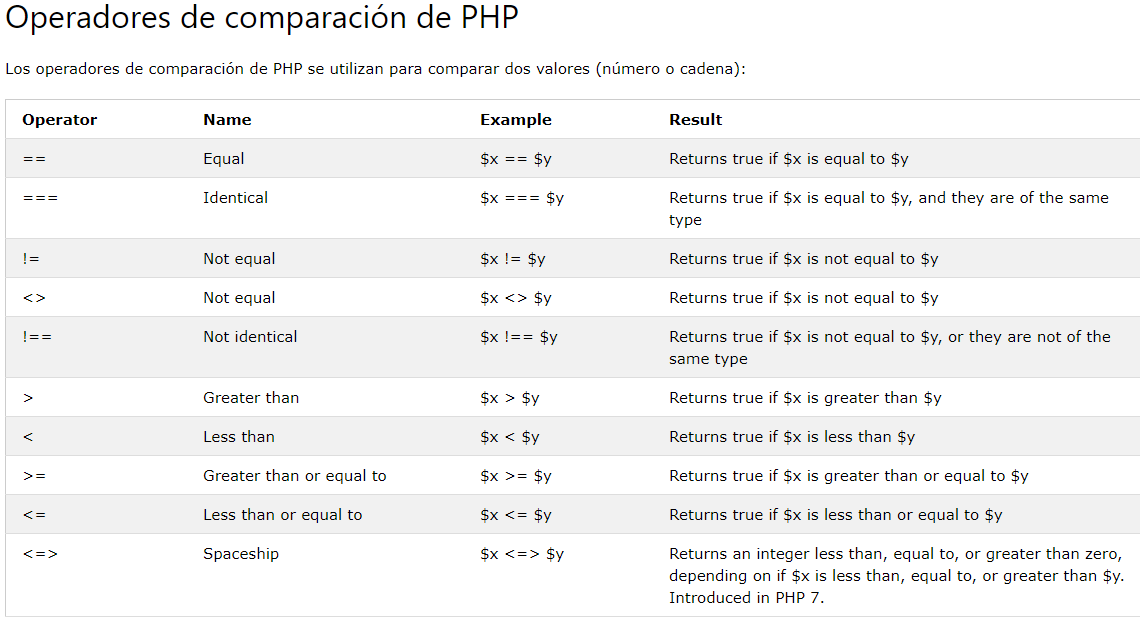 Operadores de comparación de PHP
Los operadores de comparación de PHP se utilizan para comparar dos valores (número o cadena):
Operator Name Example Result
== Equal $x == $y Returns true if $x is equal to $y
=== Identical $x === $y Returns true if $x is equal to $y, and they are of the same
type
!= Not equal $x != $y Returns true if $x is not equal to $y
<> Not equal $x <> $y Returns true if $x is not equal to $y
!== Not identical $x !== $y Returns true if $x is not equal to $y, or they are not of the
same type
> Greater than $x > $y Returns true if $x is greater than $y
< Less than $x < $y Returns true if $x is less than $y
>= Greater than or equal to $x >= $y Returns true if $x is greater than or equal to $y
<= Less than or equal to $x <= $y Returns true if $x is less than or equal to $y
<=> Spaceship $x <=> $y Returns an integer less than, equal to, or greater than zero,
depending on if $x is less than, equal to, or greater than $y.
Introduced in PHP 7.